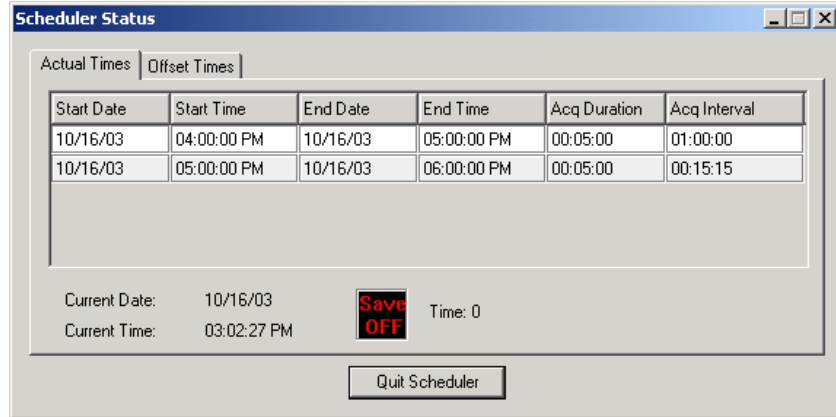 Scheduler Status
Actual Times Offset Times
Start Date Start Time End Date End Time Acq Duration Acq Interval
10/16/03 04:00:00 PM 10/16/03 05:00:00 PM 00:05:00 01:00:00
10/16/03 05:00:00 PM 10/16/03 06:00:00 PM 00:05:00 00:15:15
Current Date: 10/16/03
Save
OFF
Time: 0
Current Time: 03:02:27 PM
Quit Scheduler